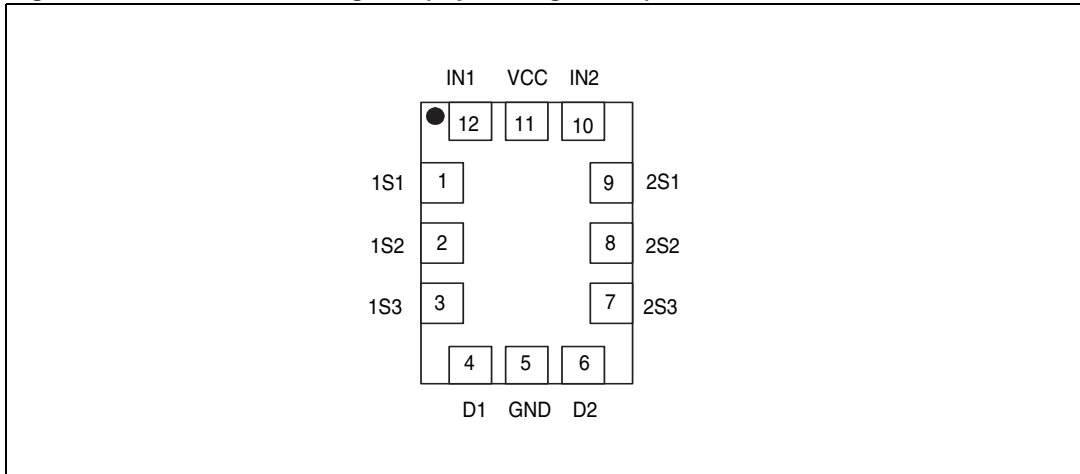 IN1 VCC IN2
12 11 10
1S1 1 9 2S1
1S2 2 8 2S2
1S3 3 7 2S3
4 5 6
D1 GND D2